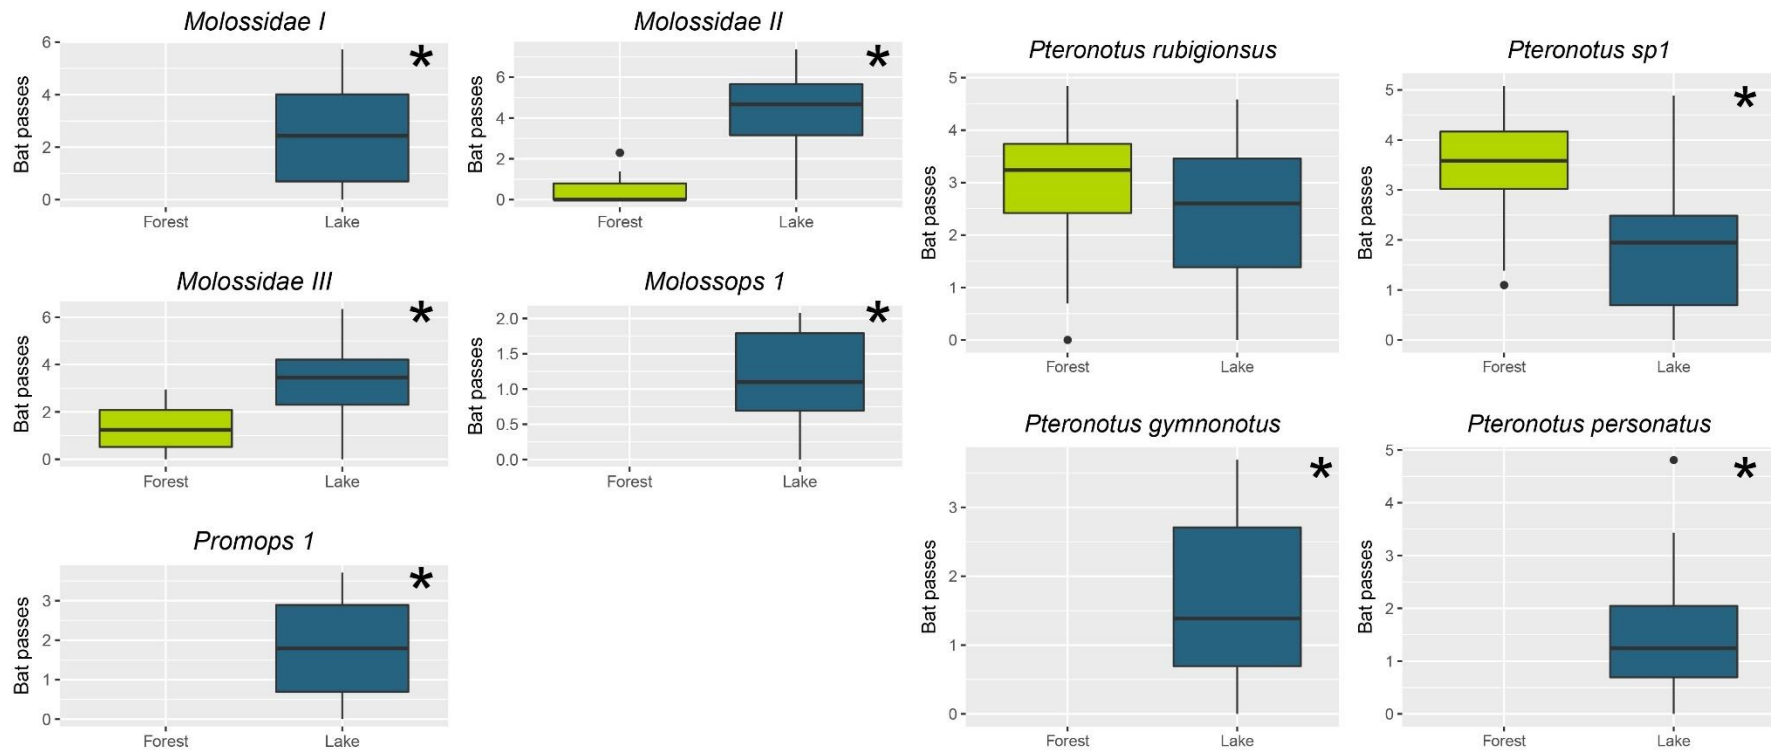 Molossidae I
*
Bat passes
6
4
2
0
Forest Lake
Molossidae II
*
Bat passes
6
4
2
0
Forest Lake
Molossidae III
*
Bat passes
6
4
2
0
Forest Lake
Molossops 1
*
Bat passes
2.0
1.5
1.0
0.5
0.0
Forest Lake
Promops 1
*
Bat passes
3
2
1
0
Forest Lake
Pteronotus rubigionsus
Bat passes
5
4
3
2
1
0
Forest Lake
Pteronotus sp1
*
Bat passes
5
4
3
2
1
0
Forest Lake
Pteronotus gymnonotus
*
Bat passes
3
2
1
0
Forest Lake
Pteronotus personatus
*
Bat passes
5
4
3
2
1
0
Forest Lake